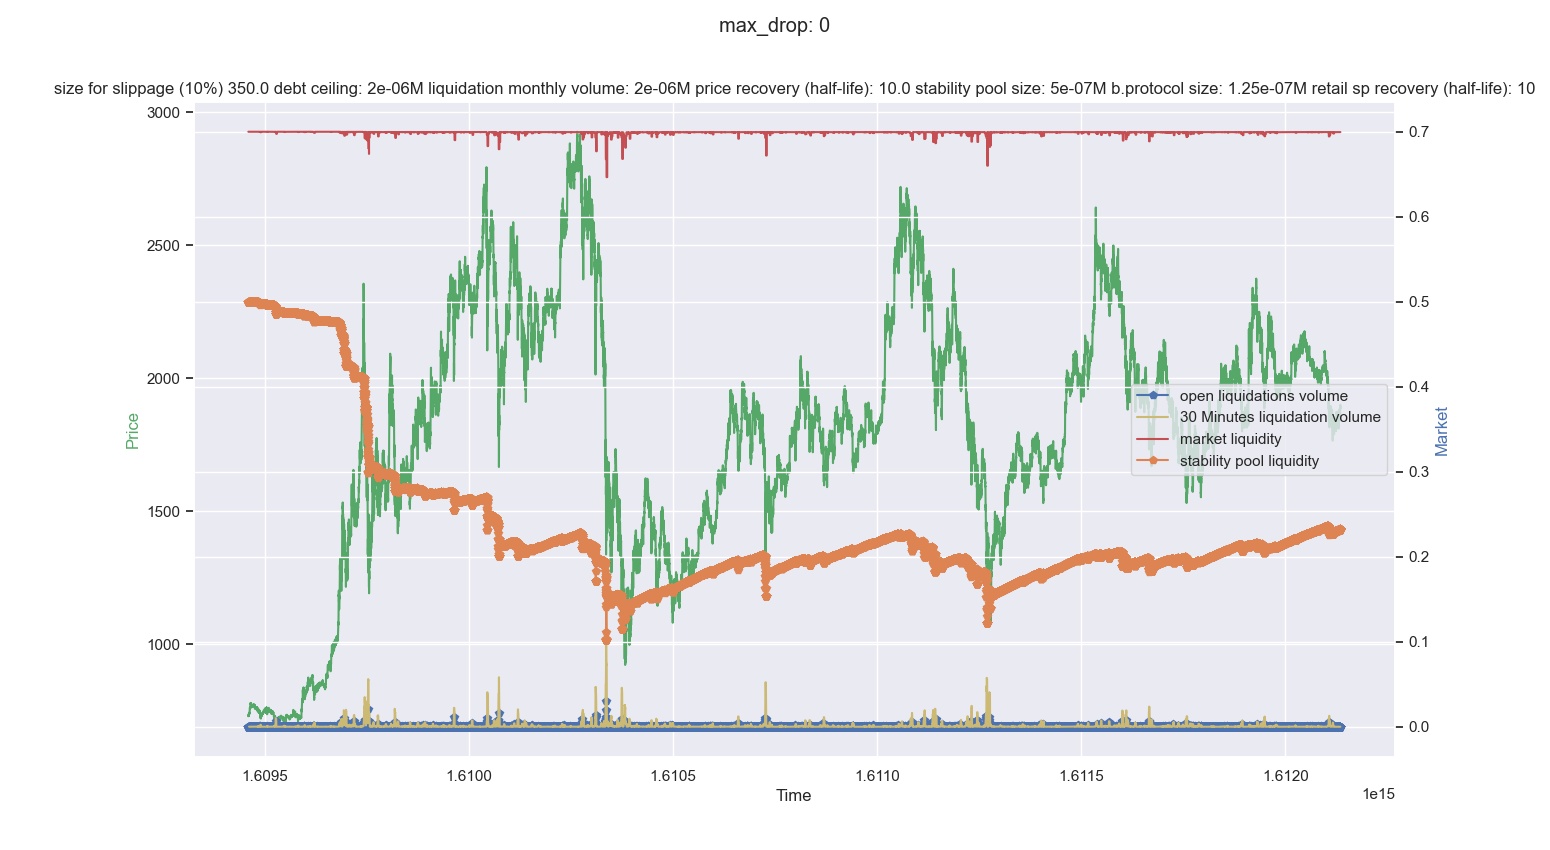 max_drop: 0
size for slippage (10%) 350.0 debt ceiling: 2e-06M liquidation monthly volume: 2e-06M price recovery (half-life): 10.0 stability pool size: 5e-07M b.protocol size: 1.25e-07M retail sp recovery (half-life): 10
3000
2500
2000
1500
1000
Price
0.7
0.6
0.5
0.4
0.3
0.2
0.1
0.0
Market
open liquidations volume
30 Minutes liquidation volume
market liquidity
stability pool liquidity
1.6095
1.6100
1.6105
1.6110
1.6115
1.6120
Time
1e15